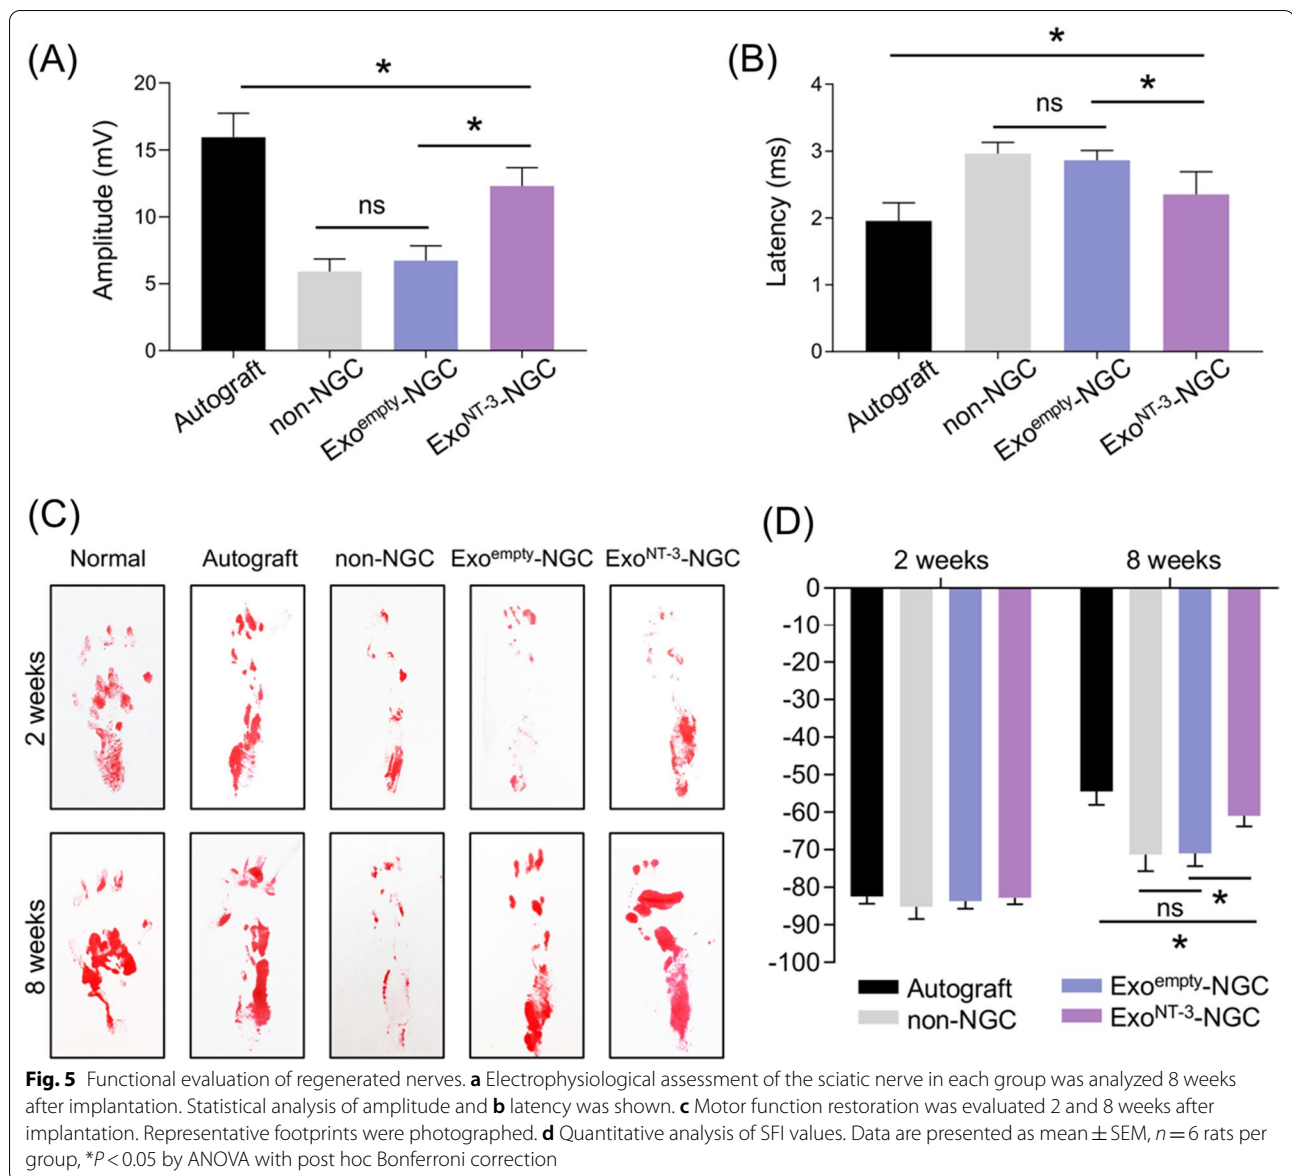 (A)
Amplitude (mV)
20
15
10
5
0
*
*
ns
Autograft
non-NGC
Exo^empty-NGC
Exo^NT-3-NGC
(B)
Latency (ms)
4
3
2
1
0
*
*
ns
Autograft
non-NGC
Exo^empty-NGC
Exo^NT-3-NGC
(C)
Normal Autograft non-NGC Exo^empty-NGC Exo^NT-3-NGC
2 weeks
8 weeks
(D)
2 weeks 8 weeks
0
-10
-20
-30
-40
-50
-60
-70
-80
-90
-100
*
ns
*
Autograft Exo^empty-NGC
non-NGC Exo^NT-3-NGC
Fig. 5 Functional evaluation of regenerated nerves. a Electrophysiological assessment of the sciatic nerve in each group was analyzed 8 weeks
after implantation. Statistical analysis of amplitude and b latency was shown. c Motor function restoration was evaluated 2 and 8 weeks after
implantation. Representative footprints were photographed. d Quantitative analysis of SFI values. Data are presented as mean ± SEM, n = 6 rats per
group, *P < 0.05 by ANOVA with post hoc Bonferroni correction